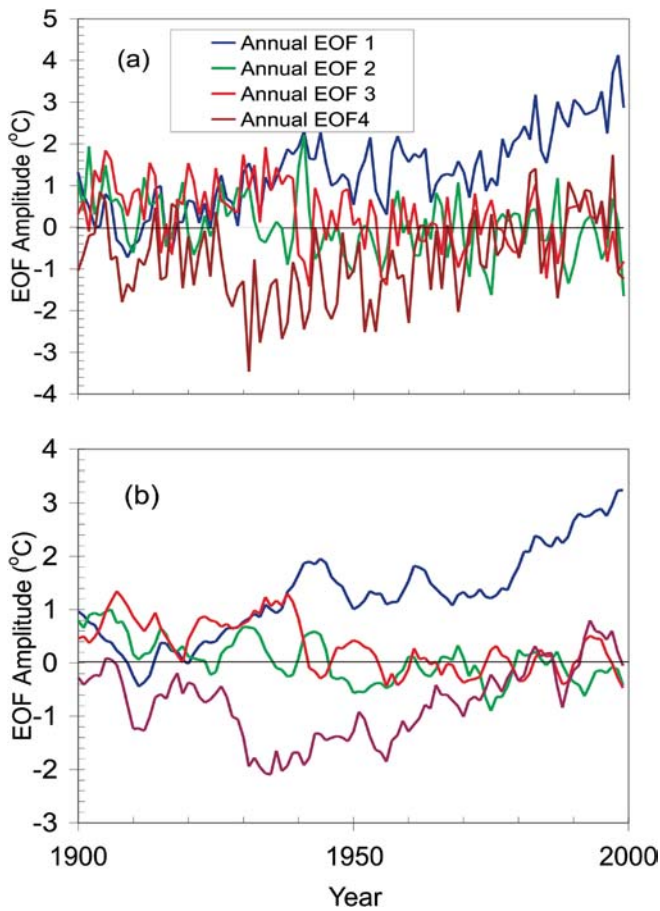 5
4
3
2
1
0
-1
-2
-3
-4
EOF Amplitude (°C)
(a)
Annual EOF 1
Annual EOF 2
Annual EOF 3
Annual EOF4
4
3
2
1
0
-1
-2
-3
EOF Amplitude (°C)
(b)
1900 1950 2000
Year